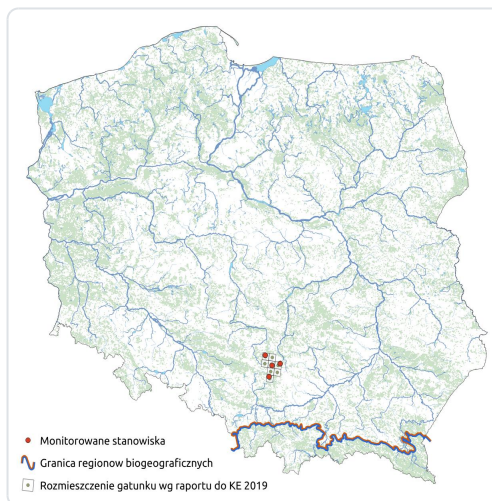 Monitorowane stanowiska
Granica regionow biogeograficznych
Rozmieszczenie gatunku wg raportu do KE 2019